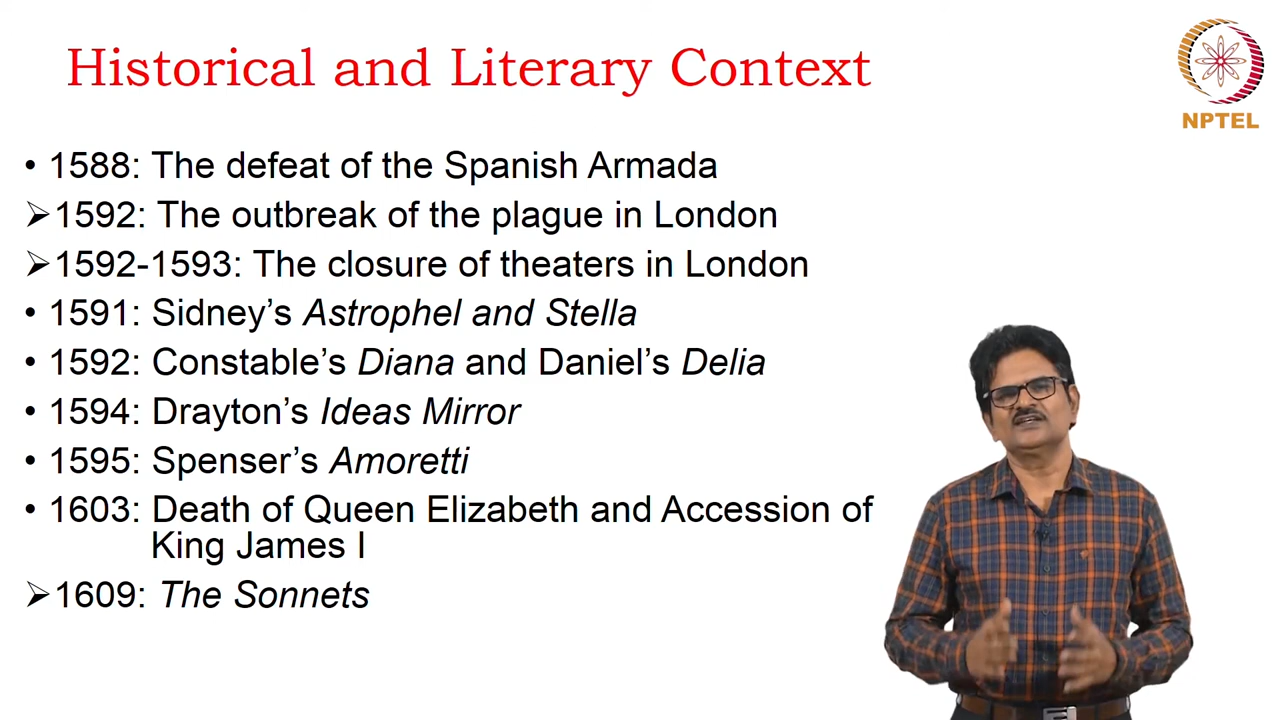 Historical and Literary Context
NPTEL
• 1588: The defeat of the Spanish Armada
➢ 1592: The outbreak of the plague in London
➢ 1592-1593: The closure of theaters in London
• 1591: Sidney’s Astrophel and Stella
• 1592: Constable’s Diana and Daniel’s Delia
• 1594: Drayton’s Ideas Mirror
• 1595: Spenser’s Amoretti
• 1603: Death of Queen Elizabeth and Accession of
King James I
➢ 1609: The Sonnets